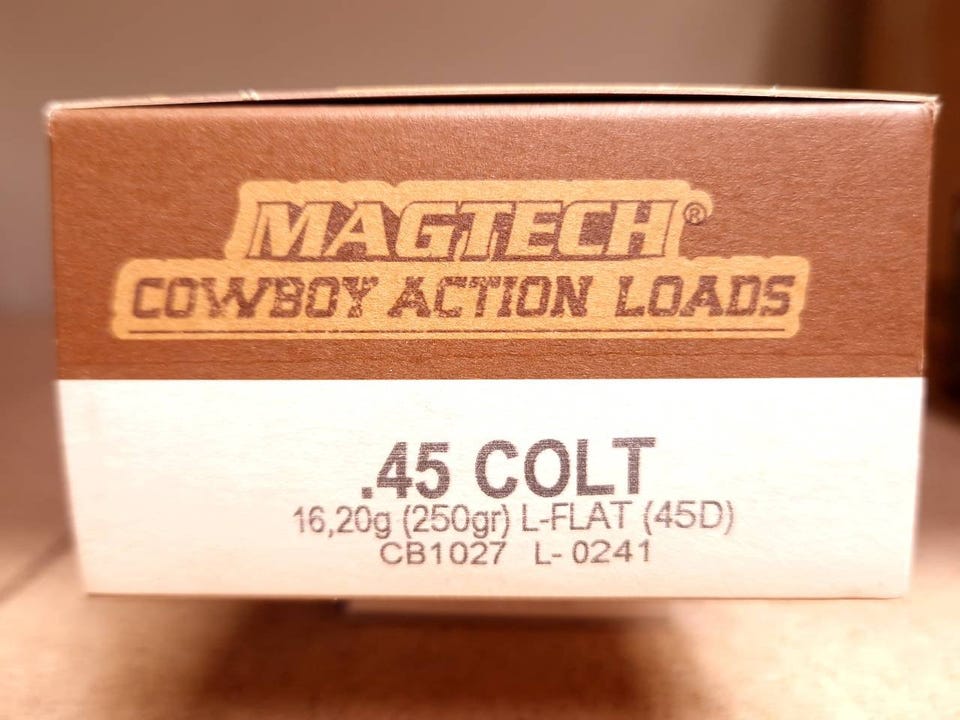 MAGTECH®
COWBOY ACTION LOADS
.45 COLT
16,20g (250gr) L-FLAT (45D)
CB1027 L- 0241